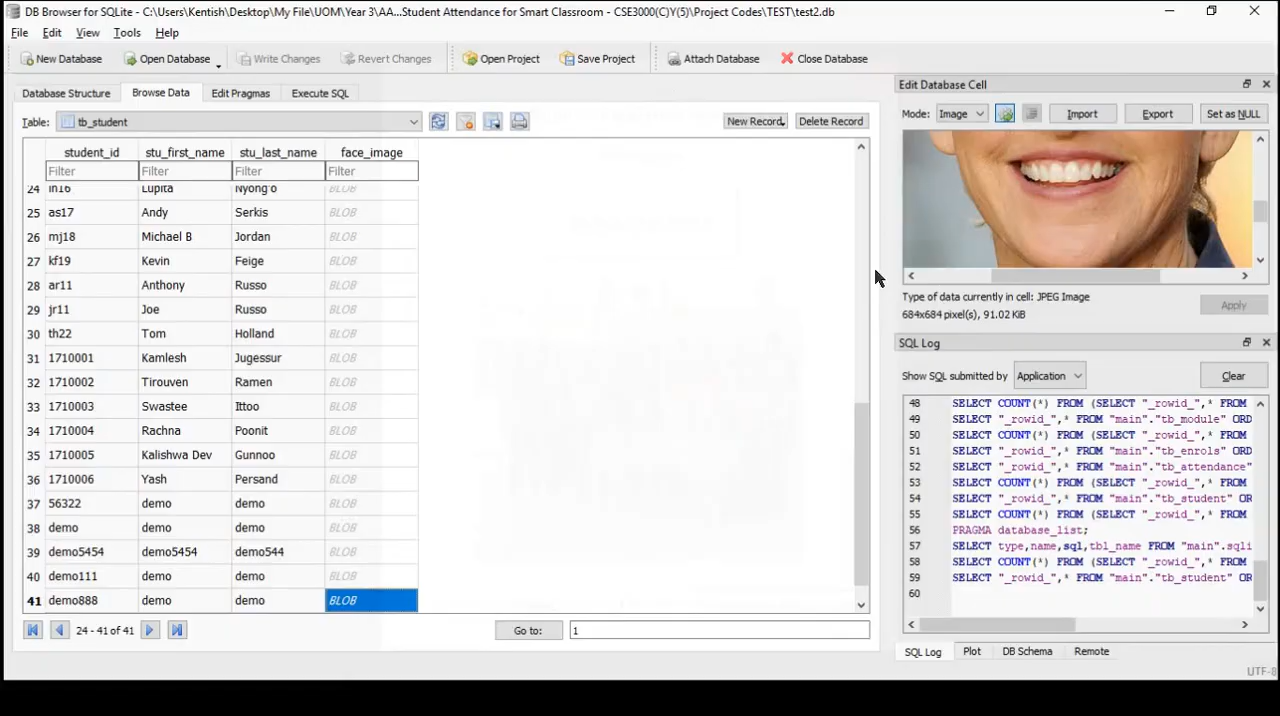 DB Browser for SQLite - C:\Users\Kentish\Desktop\My File\UOM\Year 3\AA...Student Attendance for Smart Classroom - CSE3000(C)Y(5)\Project Codes\TEST\test2.db
File Edit View Tools Help
New Database Open Database Write Changes Revert Changes Open Project Save Project Attach Database Close Database
Database Structure Browse Data Edit Pragmas Execute SQL
Table: tb_student New Record Delete Record
student_id stu_first_name stu_last_name face_image
Filter Filter Filter Filter
24 ln16 Lupita Nyong'o BLOB
25 as17 Andy Serkis BLOB
26 mj18 Michael B Jordan BLOB
27 kf19 Kevin Feige BLOB
28 ar11 Anthony Russo BLOB
29 jr11 Joe Russo BLOB
30 th22 Tom Holland BLOB
31 1710001 Kamlesh Jugessur BLOB
32 1710002 Tirouven Ramen BLOB
33 1710003 Swastee Ittoo BLOB
34 1710004 Rachna Poonit BLOB
35 1710005 Kalishwa Dev Gunnoo BLOB
36 1710006 Yash Persand BLOB
37 56322 demo demo BLOB
38 demo demo demo BLOB
39 demo5454 demo5454 demo544 BLOB
40 demo111 demo demo BLOB
41 demo888 demo demo BLOB
24 - 41 of 41 Go to: 1
Edit Database Cell
Mode: Image Import Export Set as NULL
Type of data currently in cell: JPEG Image
684x684 pixel(s), 91.02 KiB
Apply
SQL Log
Show SQL submitted by Application Clear
48 SELECT COUNT(*) FROM (SELECT "_rowid_",* FROM
49 SELECT "_rowid_",* FROM "main"."tb_module" ORD
50 SELECT COUNT(*) FROM (SELECT "_rowid_",* FROM
51 SELECT "_rowid_",* FROM "main"."tb_enrols" ORD
52 SELECT "_rowid_",* FROM "main"."tb_attendance"
53 SELECT COUNT(*) FROM (SELECT "_rowid_",* FROM
54 SELECT "_rowid_",* FROM "main"."tb_student" OR
55 SELECT COUNT(*) FROM (SELECT "_rowid_",* FROM
56 PRAGMA database_list;
57 SELECT type,name,sql,tbl_name FROM "main".sqli
58 SELECT COUNT(*) FROM (SELECT "_rowid_",* FROM
59 SELECT "_rowid_",* FROM "main"."tb_student" OR
60
SQL Log Plot DB Schema Remote
UTF-8